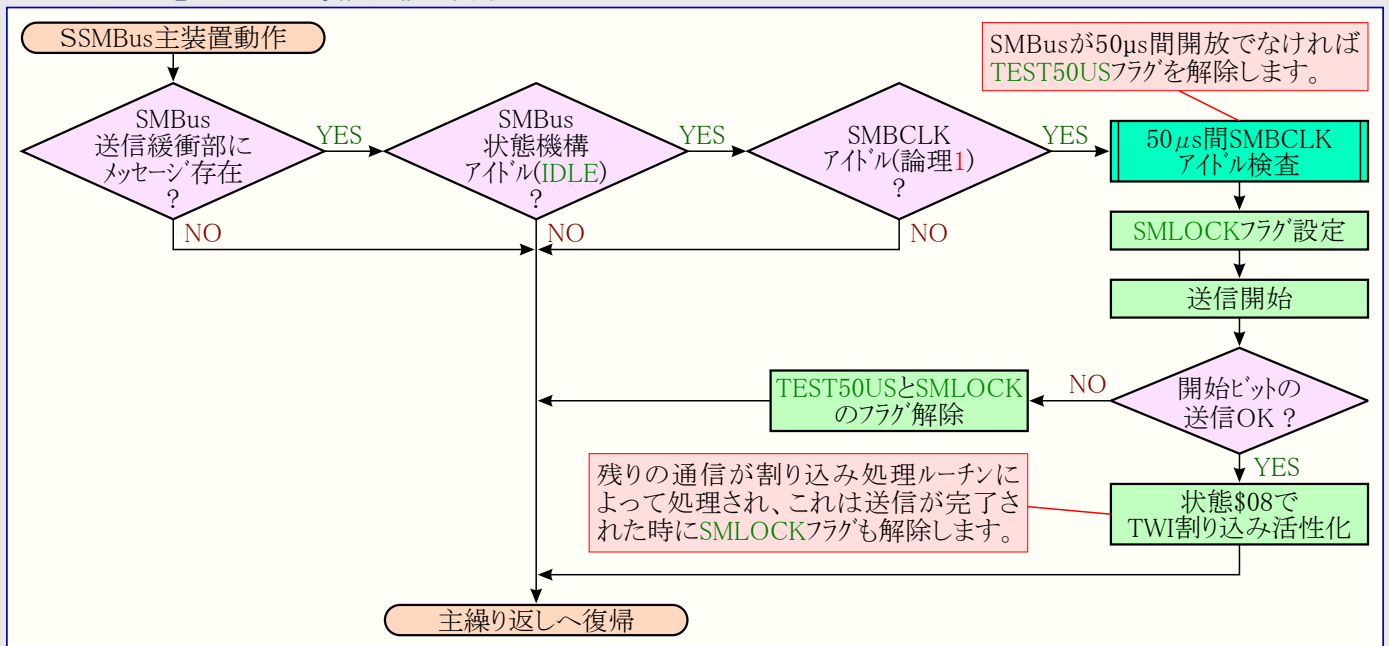 SSMBus主装置動作
SMBusが50µs間開放でなければ
TEST50USフラグを解除します。
SMBus
送信緩衝部に
メッセージ存在
?
YES
NO
SMBus
状態機構
アイドル(IDLE)
?
YES
NO
SMBCLK
アイドル(論理1)
?
YES
NO
50μs間SMBCLK
アイドル検査
SMLOCKフラグ設定
送信開始
開始ビットの
送信OK ?
NO
YES
TEST50USとSMLOCK
のフラグ解除
残りの通信が割り込み処理ルーチンに
よって処理され、これは送信が完了さ
れた時にSMLOCKフラグも解除します。
状態$08で
TWI割り込み活性化
主繰り返しへ復帰